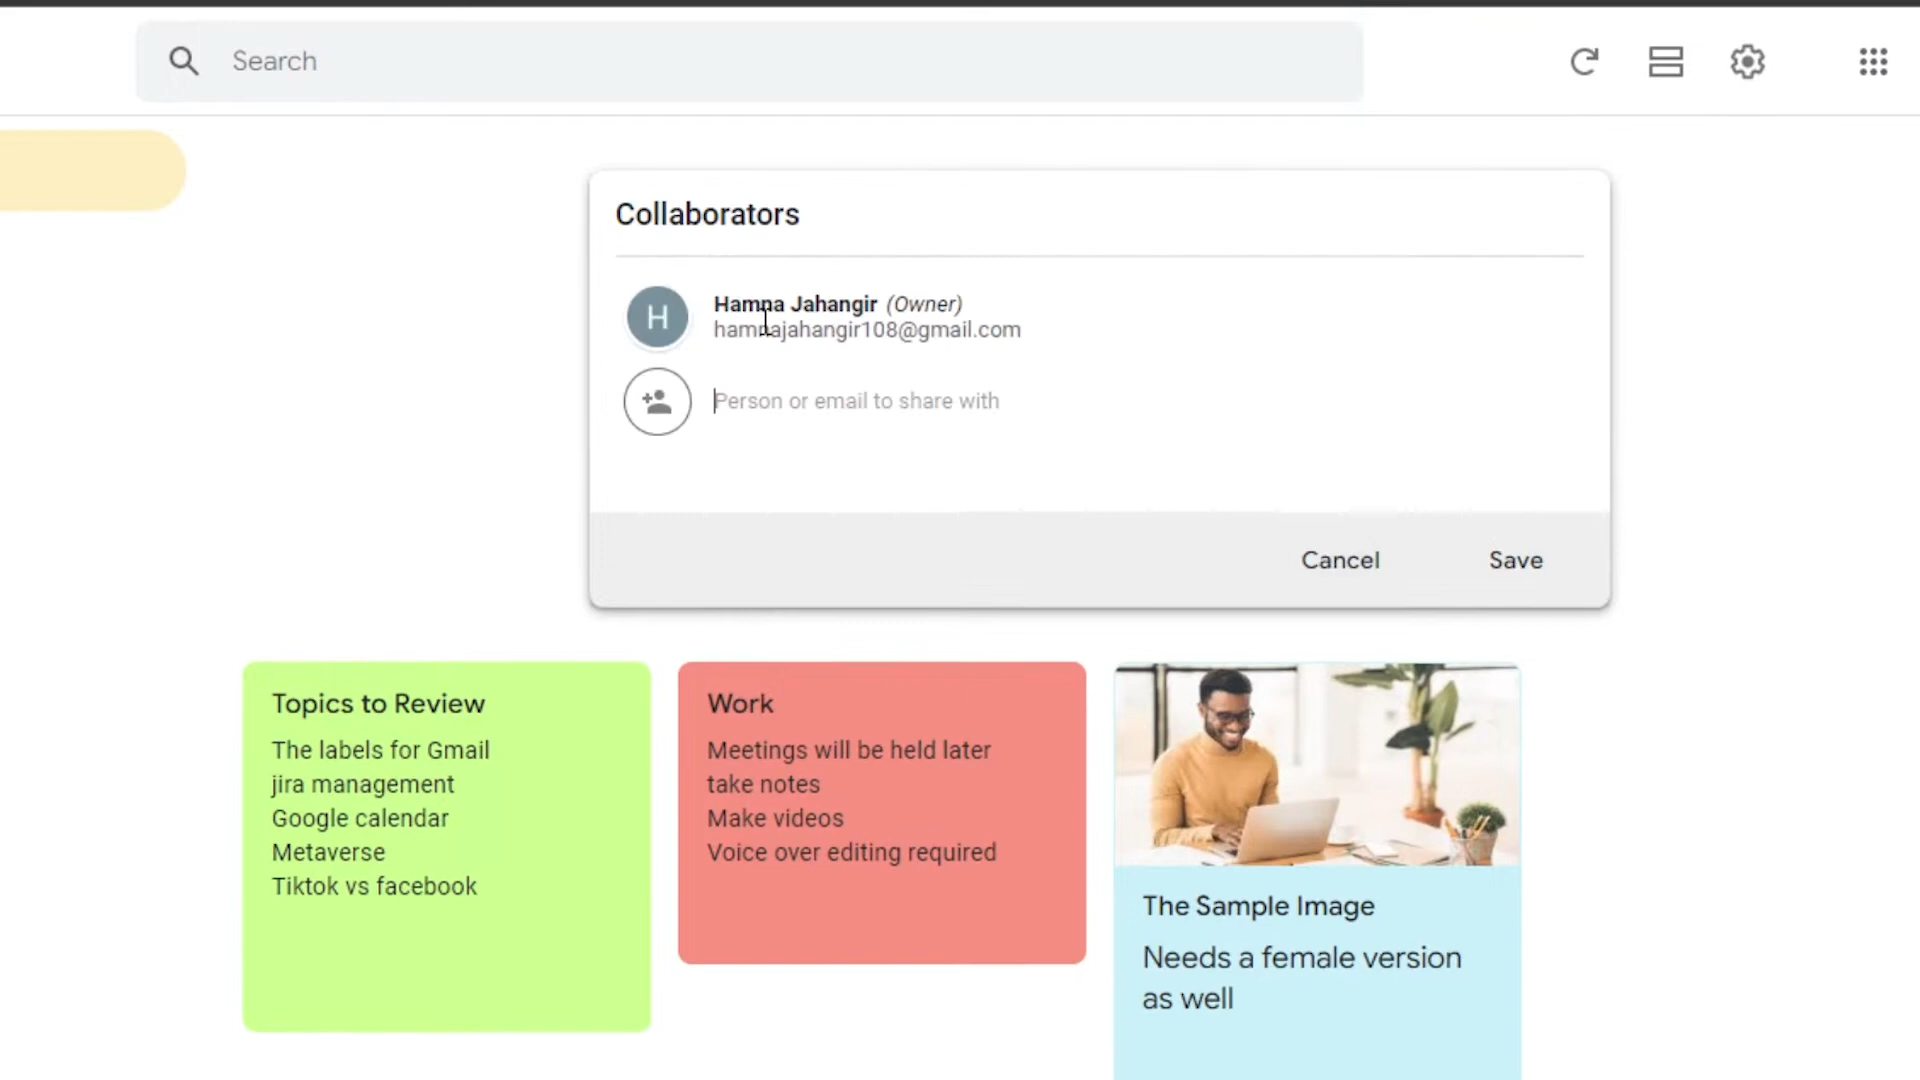 Search
Collaborators
H
Hamna Jahangir (Owner)
hamnajahangir108@gmail.com
Person or email to share with
Cancel
Save
Topics to Review
The labels for Gmail
jira management
Google calendar
Metaverse
Tiktok vs facebook
Work
Meetings will be held later
take notes
Make videos
Voice over editing required
The Sample Image
Needs a female version
as well